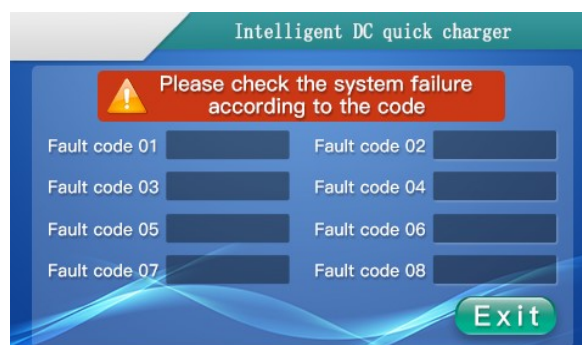 Intelligent DC quick charger
Please check the system failure
according to the code
Fault code 01
Fault code 02
Fault code 03
Fault code 04
Fault code 05
Fault code 06
Fault code 07
Fault code 08
Exit